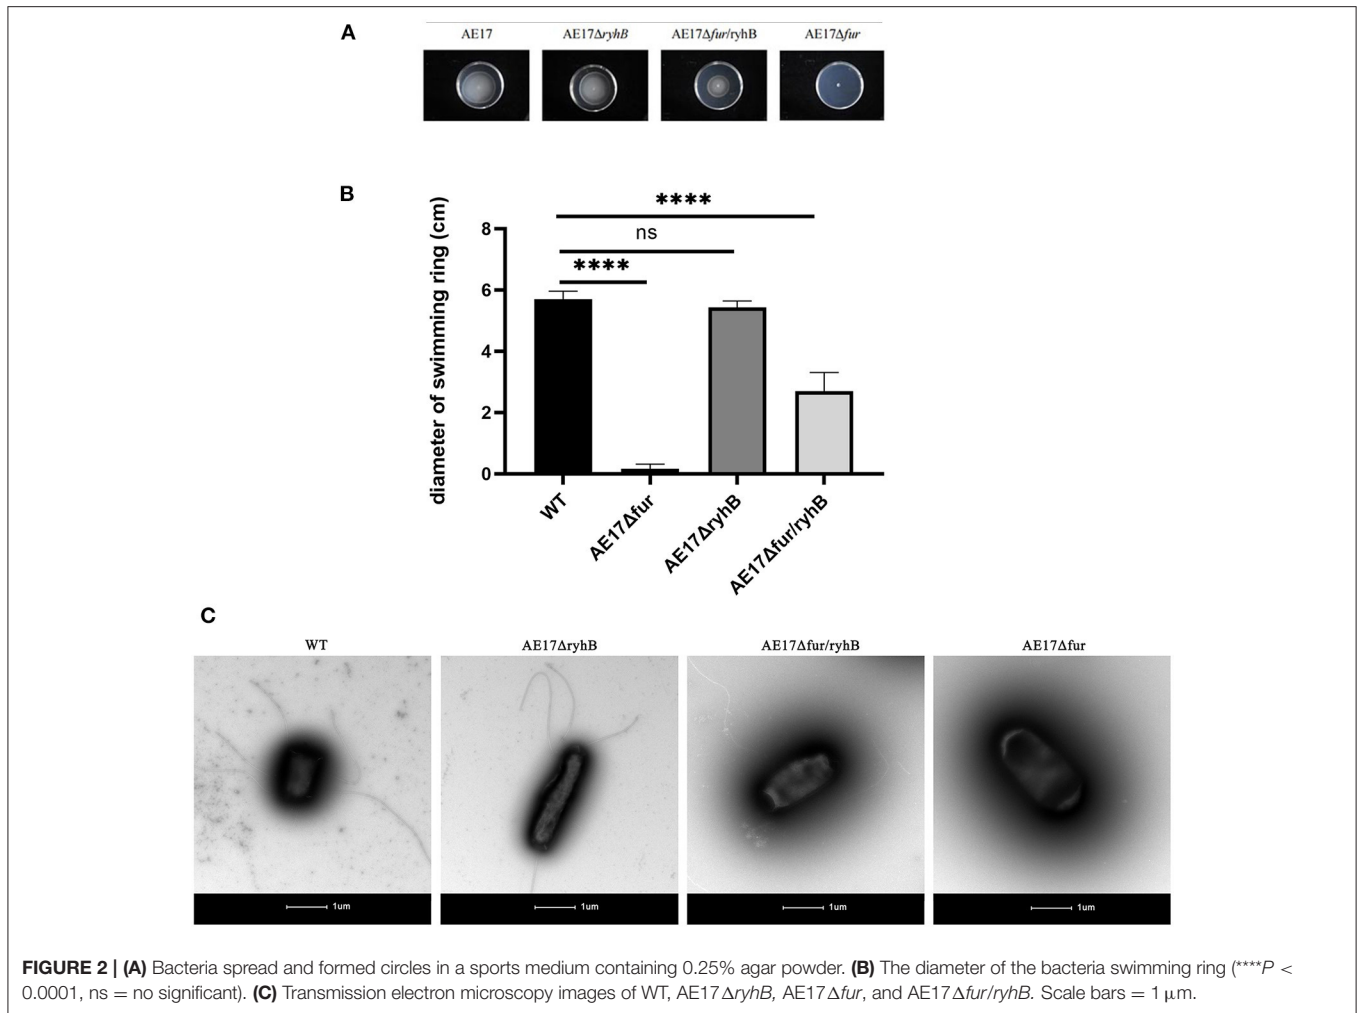 A
AE17 AE17ΔryhB AE17Δfur/ryhB AE17Δfur
B
diameter of swimming ring (cm)
****
8
ns
****
6
4
2
0
WT AE17Δfur AE17ΔryhB AE17Δfur/ryhB
C
WT AE17ΔryhB AE17Δfur/ryhB AE17Δfur
1um 1um 1um 1um
FIGURE 2 | (A) Bacteria spread and formed circles in a sports medium containing 0.25% agar powder. (B) The diameter of the bacteria swimming ring (****P <
0.0001, ns = no significant). (C) Transmission electron microscopy images of WT, AE17ΔryhB, AE17Δfur, and AE17Δfur/ryhB. Scale bars = 1 μm.